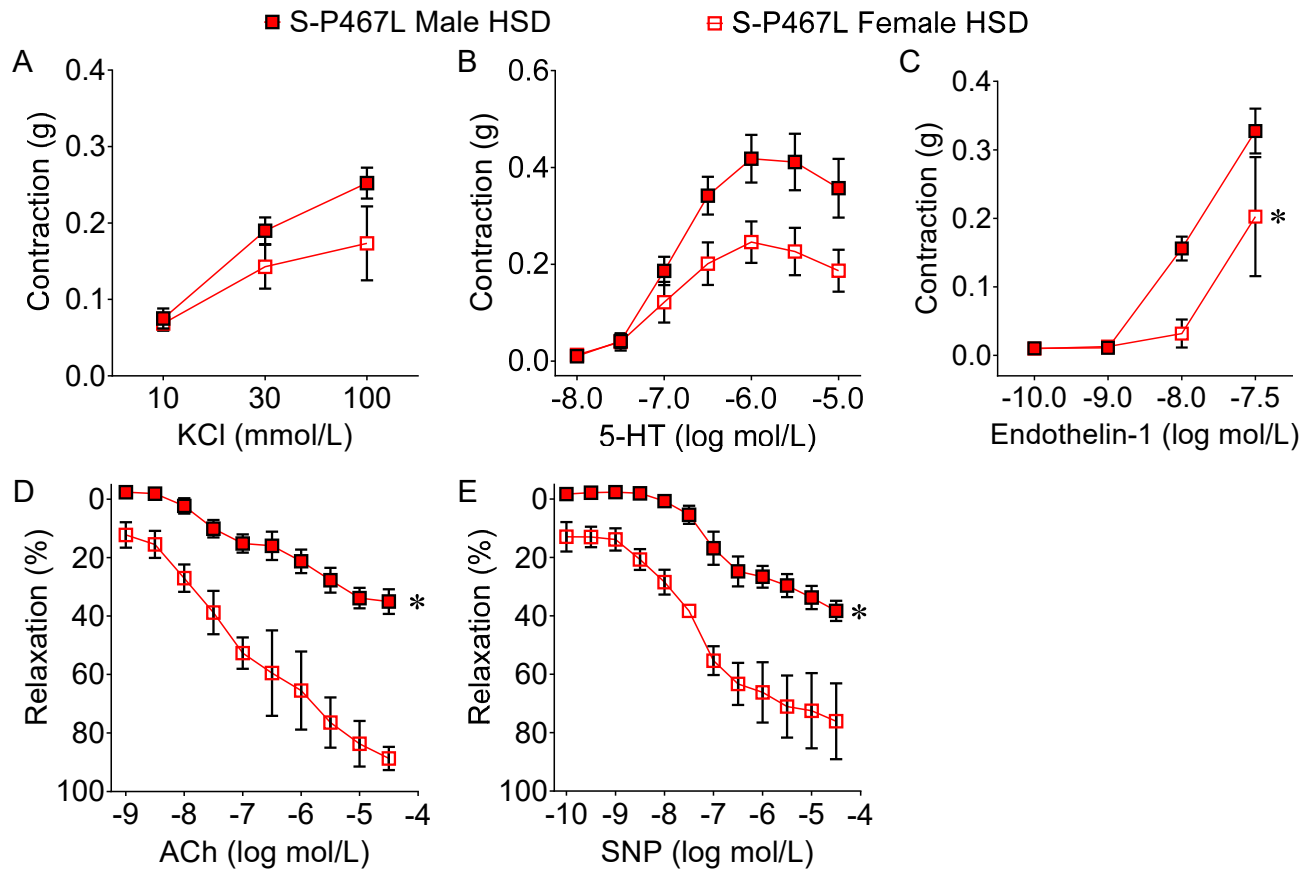 S-P467L Male HSD
S-P467L Female HSD
A
Contraction (g)
0.4
0.3
0.2
0.1
0.0
10 30 100
KCl (mmol/L)
B
Contraction (g)
0.6
0.4
0.2
0.0
-8.0 -7.0 -6.0 -5.0
5-HT (log mol/L)
C
Contraction (g)
0.4
0.3
0.2
0.1
0.0
*
-10.0 -9.0 -8.0 -7.5
Endothelin-1 (log mol/L)
D
Relaxation (%)
0
20
40
60
80
100
*
-9 -8 -7 -6 -5 -4
ACh (log mol/L)
E
Relaxation (%)
0
20
40
60
80
100
*
-10 -9 -8 -7 -6 -5 -4
SNP (log mol/L)